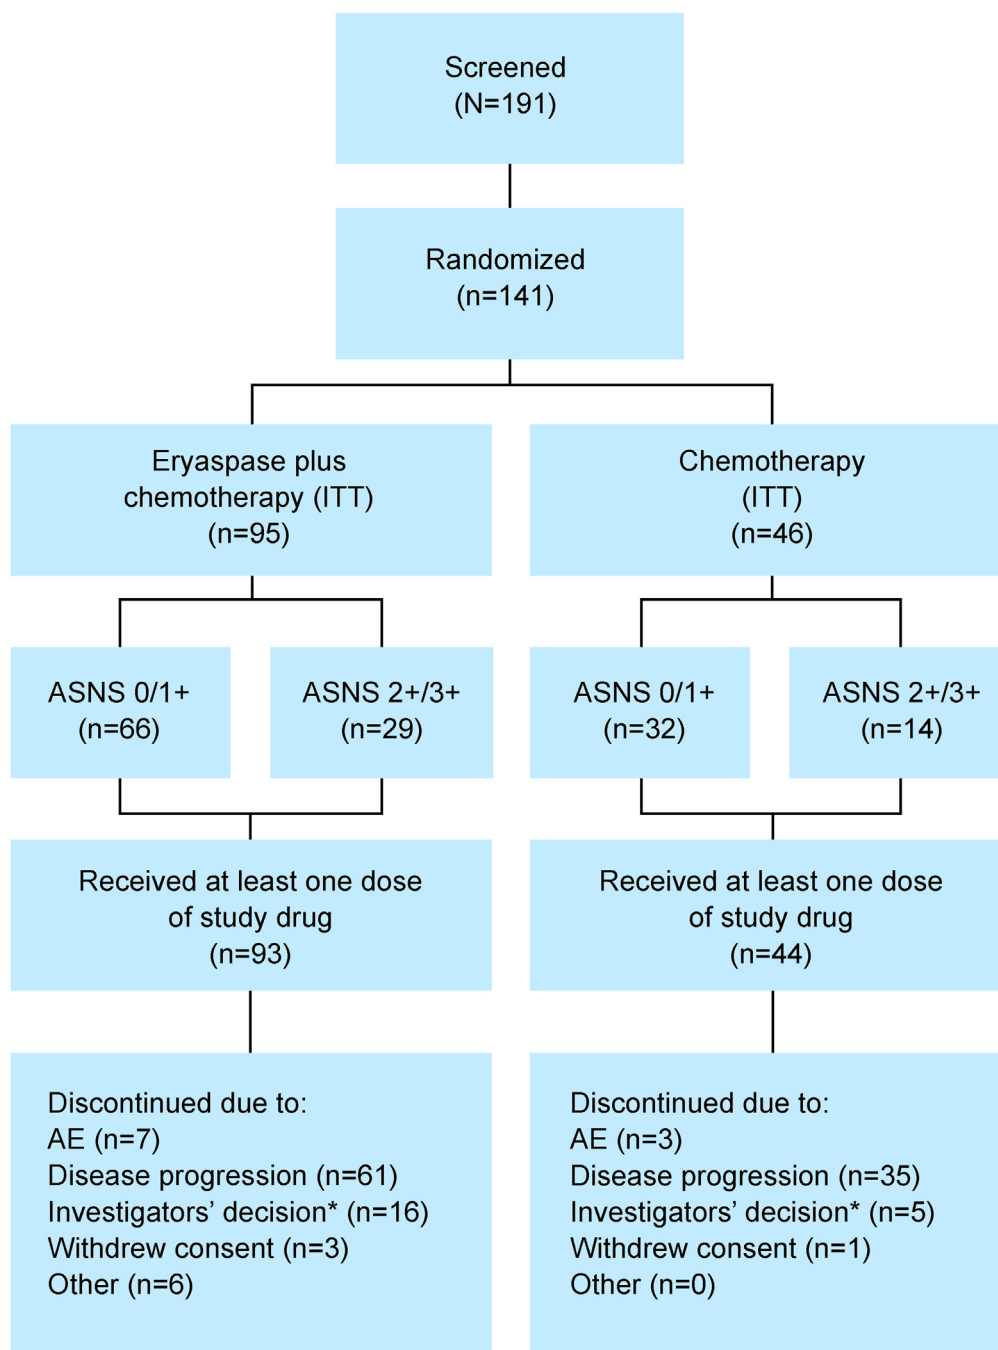 Screened
(N=191)
Randomized
(n=141)
Eryaspase plus
chemotherapy (ITT)
(n=95)
Chemotherapy
(ITT)
(n=46)
ASNS 0/1+
(n=66)
ASNS 2+/3+
(n=29)
ASNS 0/1+
(n=32)
ASNS 2+/3+
(n=14)
Received at least one dose
of study drug
(n=93)
Received at least one dose
of study drug
(n=44)
Discontinued due to:
AE (n=7)
Disease progression (n=61)
Investigators’ decision* (n=16)
Withdrew consent (n=3)
Other (n=6)
Discontinued due to:
AE (n=3)
Disease progression (n=35)
Investigators’ decision* (n=5)
Withdrew consent (n=1)
Other (n=0)